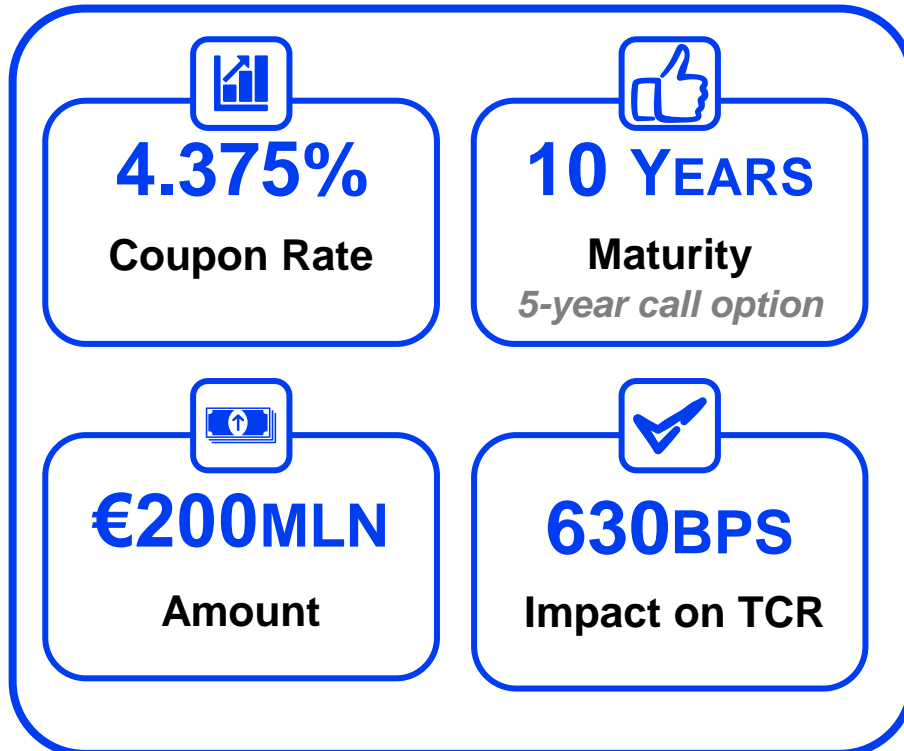 4.375%
Coupon Rate
10 YEARS
Maturity
5-year call option
€200MLN
Amount
630BPS
Impact on TCR